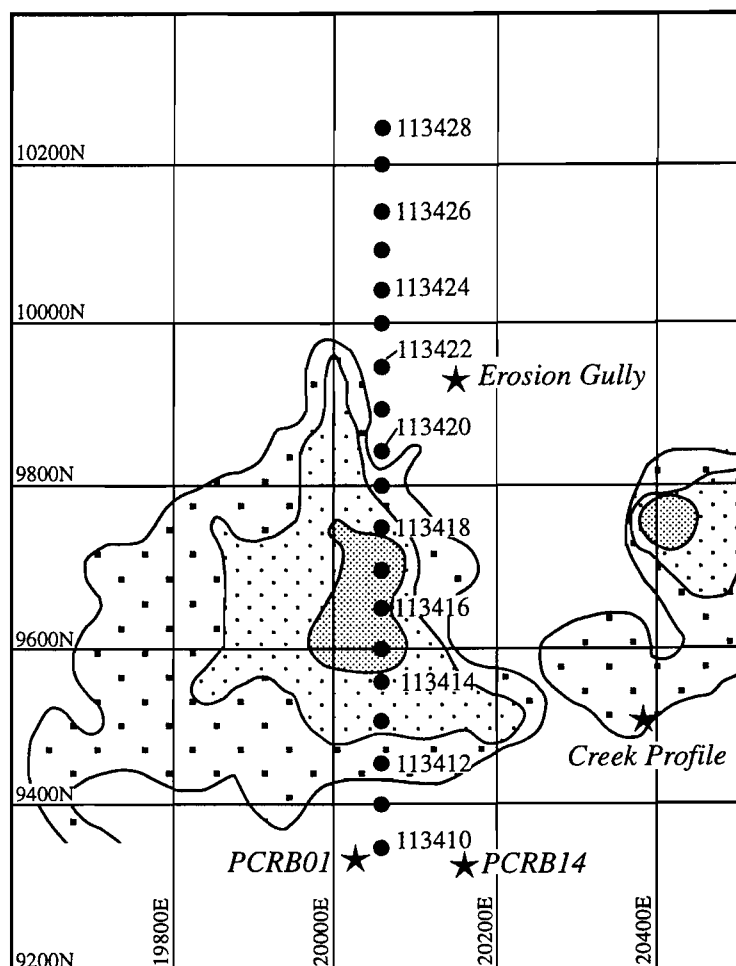 113428
10200N
113426
113424
10000N
113422
Erosion Gully
113420
9800N
113418
113416
9600N
113414
113412
Creek Profile
9400N
113410
PCRB01
PCRB14
19800E
20000E
20200E
20400E
9200N